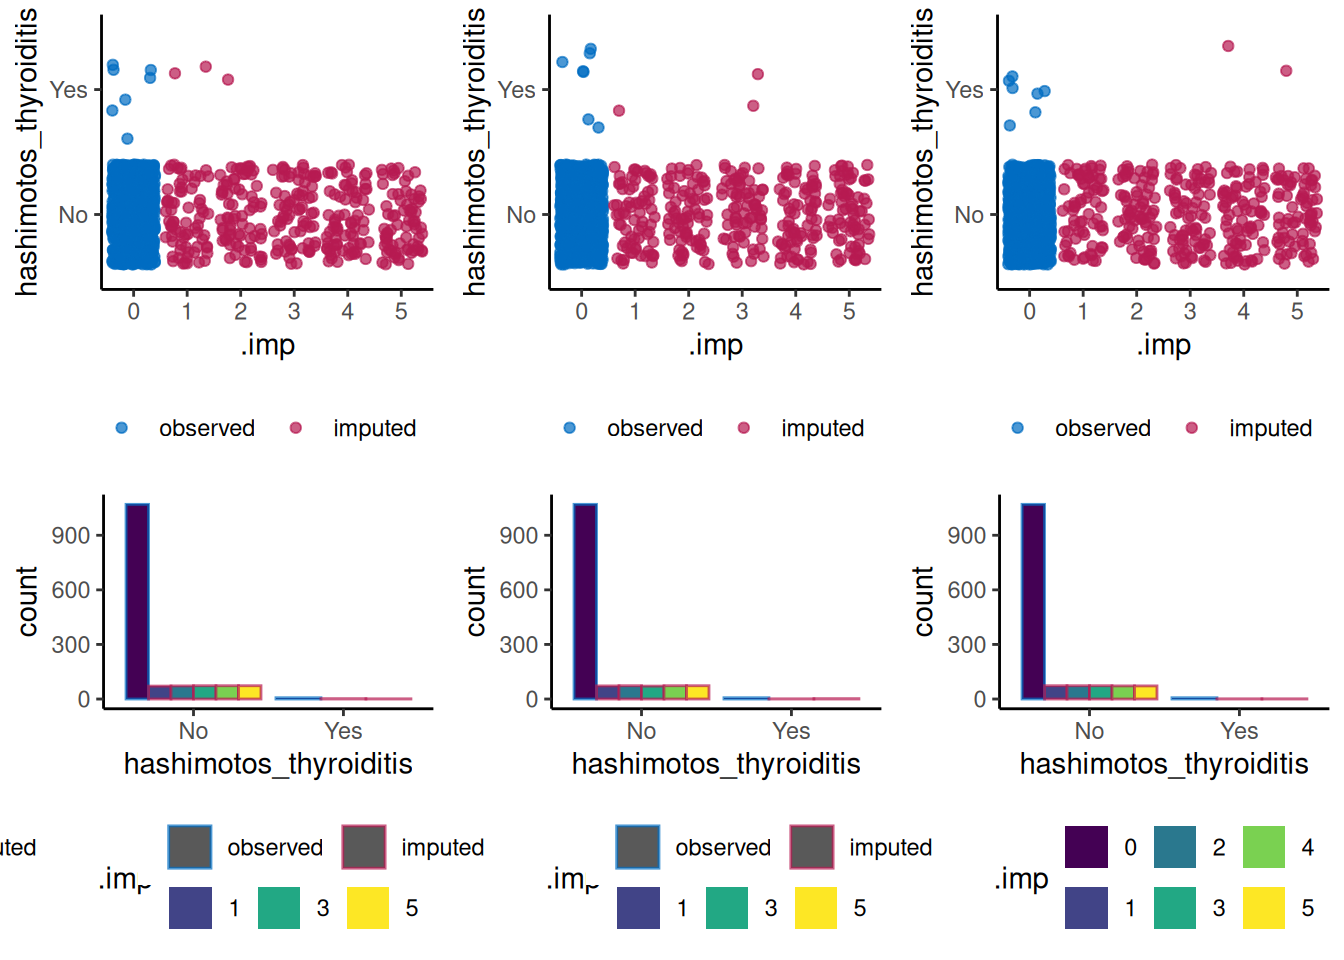 hashimotos_thyroiditis hashimotos_thyroiditis hashimotos_thyroiditis
Yes Yes Yes
No No No
0 1 2 3 4 5 0 1 2 3 4 5 0 1 2 3 4 5
.imp .imp .imp
observed imputed observed imputed observed imputed
count count count
900 900 900
600 600 600
300 300 300
0 0 0
No Yes No Yes No Yes
hashimotos_thyroiditis hashimotos_thyroiditis hashimotos_thyroiditis
observed imputed observed imputed 0 2 4
.imp .imp .imp
1 3 5 1 3 5 1 3 5